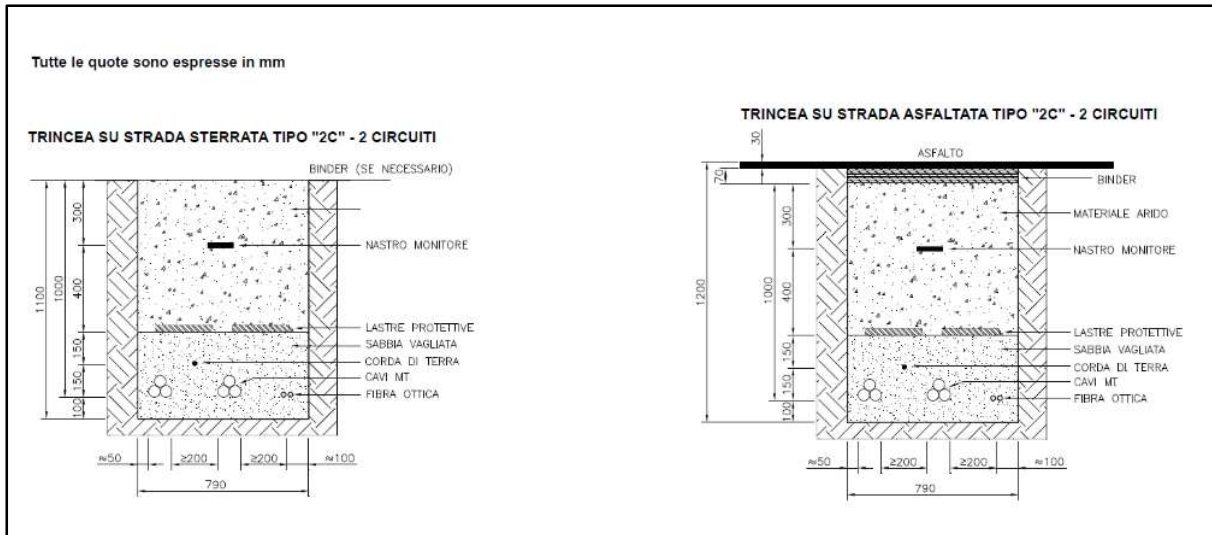 Tutte le quote sono espresse in mm
TRINCEA SU STRADA STERRATA TIPO "2C" - 2 CIRCUITI
BINDER (SE NECESSARIO)
NASTRO MONITORE
LASTRE PROTETTIVE
SABBIA VAGLIATA
CORDA DI TERRA
CAVI MT
FIBRA OTTICA
1100
1000
300
400
150
150
100
≈50
≥200
≥200
≈100
790
TRINCEA SU STRADA ASFALTATA TIPO "2C" - 2 CIRCUITI
30
ASFALTO
70
BINDER
MATERIALE ARIDO
NASTRO MONITORE
LASTRE PROTETTIVE
SABBIA VAGLIATA
CORDA DI TERRA
CAVI MT
FIBRA OTTICA
1200
1000
300
400
150
150
100
≈50
≥200
≥200
≈100
790